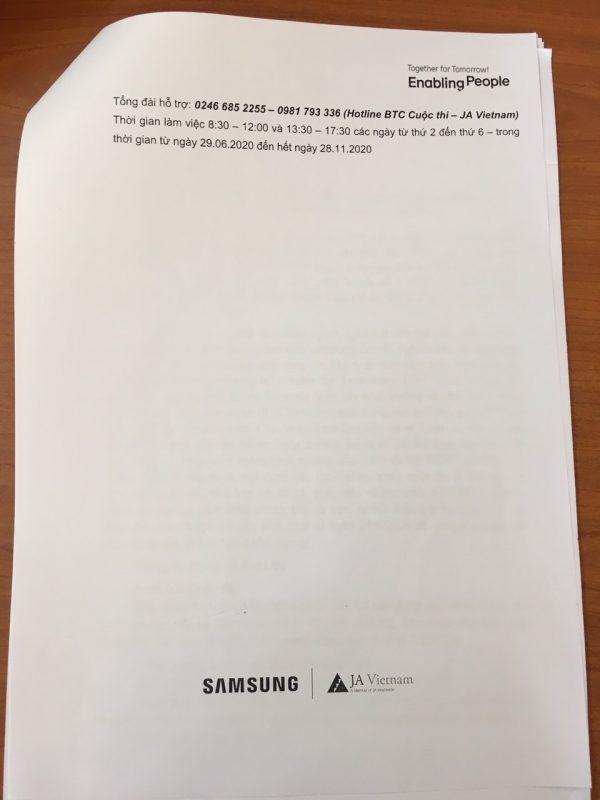 Together for Tomorrow!
Enabling People
Tổng đài hỗ trợ: 0246 685 2255 – 0981 793 336 (Hotline BTC Cuộc thi – JA Vietnam)
Thời gian làm việc 8:30 – 12:00 và 13:30 – 17:30 các ngày từ thứ 2 đến thứ 6 – trong
thời gian từ ngày 29.06.2020 đến hết ngày 28.11.2020
SAMSUNG
JA Vietnam